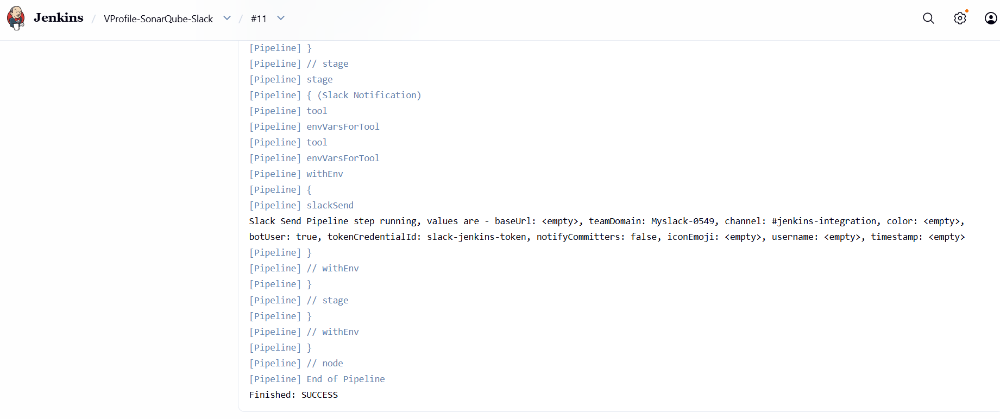 Jenkins / VProfile-SonarQube-Slack / #11
[Pipeline] }
[Pipeline] // stage
[Pipeline] stage
[Pipeline] { (Slack Notification)
[Pipeline] tool
[Pipeline] envVarsForTool
[Pipeline] tool
[Pipeline] envVarsForTool
[Pipeline] withEnv
[Pipeline] {
[Pipeline] slackSend
Slack Send Pipeline step running, values are - baseUrl: <empty>, teamDomain: Myslack-0549, channel: #jenkins-integration, color: <empty>,
botUser: true, tokenCredentialId: slack-jenkins-token, notifyCommitters: false, iconEmoji: <empty>, username: <empty>, timestamp: <empty>
[Pipeline] }
[Pipeline] // withEnv
[Pipeline] }
[Pipeline] // stage
[Pipeline] }
[Pipeline] // withEnv
[Pipeline] }
[Pipeline] // node
[Pipeline] End of Pipeline
Finished: SUCCESS